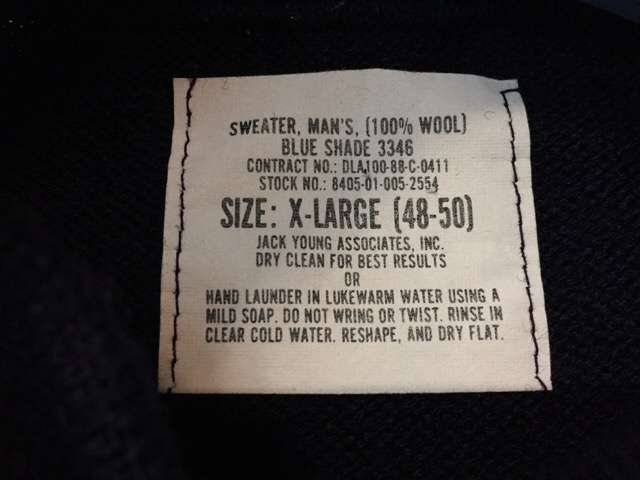 SWEATER, MAN'S, (100% WOOL)
BLUE SHADE 3346
CONTRACT NO.: DLA100-88-C-0411
STOCK NO.: 8405-01-005-2554
SIZE: X-LARGE (48-50)
JACK YOUNG ASSOCIATES, INC.
DRY CLEAN FOR BEST RESULTS
OR
HAND LAUNDER IN LUKEWARM WATER USING A
MILD SOAP. DO NOT WRING OR TWIST. RINSE IN
CLEAR COLD WATER. RESHAPE, AND DRY FLAT.